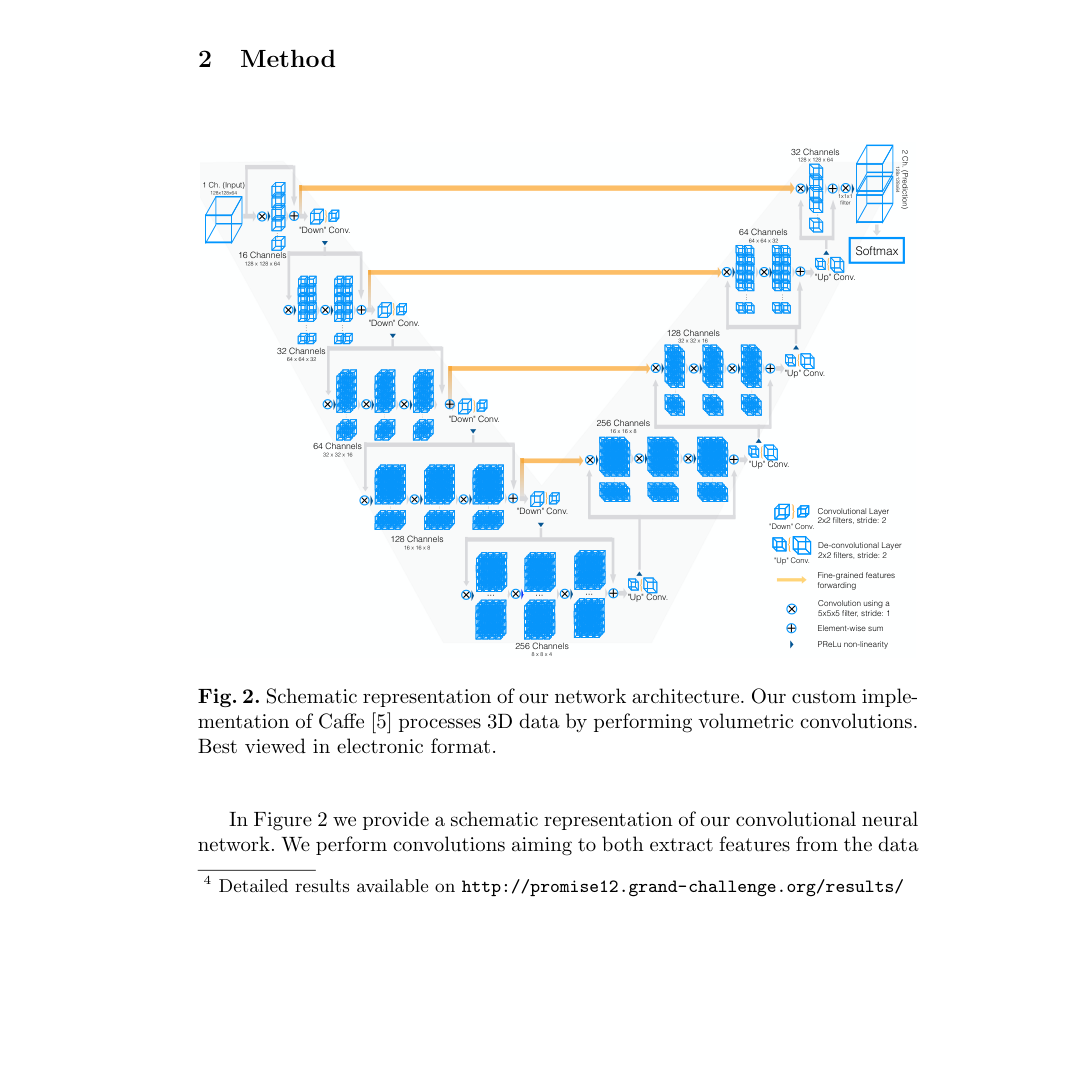 2 Method
1 Ch. (Input)
128x128x64
"Down" Conv.
16 Channels
128 x 128 x 64
"Down" Conv.
32 Channels
64 x 64 x 32
"Down" Conv.
64 Channels
32 x 32 x 16
"Down" Conv.
128 Channels
16 x 16 x 8
...
...
...
256 Channels
8 x 8 x 4
"Up" Conv.
256 Channels
16 x 16 x 8
"Up" Conv.
128 Channels
32 x 32 x 16
"Up" Conv.
64 Channels
64 x 64 x 32
"Up" Conv.
32 Channels
128 x 128 x 64
1x1x1
filter
2 Ch. (Prediction)
Softmax
"Down" Conv.
Convolutional Layer
2x2 filters, stride: 2
"Up" Conv.
De-convolutional Layer
2x2 filters, stride: 2
Fine-grained features
forwarding
Convolution using a
5x5x5 filter, stride: 1
Element-wise sum
PReLu non-linearity
Fig. 2. Schematic representation of our network architecture. Our custom imple-
mentation of Caffe [5] processes 3D data by performing volumetric convolutions.
Best viewed in electronic format.
In Figure 2 we provide a schematic representation of our convolutional neural
network. We perform convolutions aiming to both extract features from the data
4 Detailed results available on http://promise12.grand-challenge.org/results/